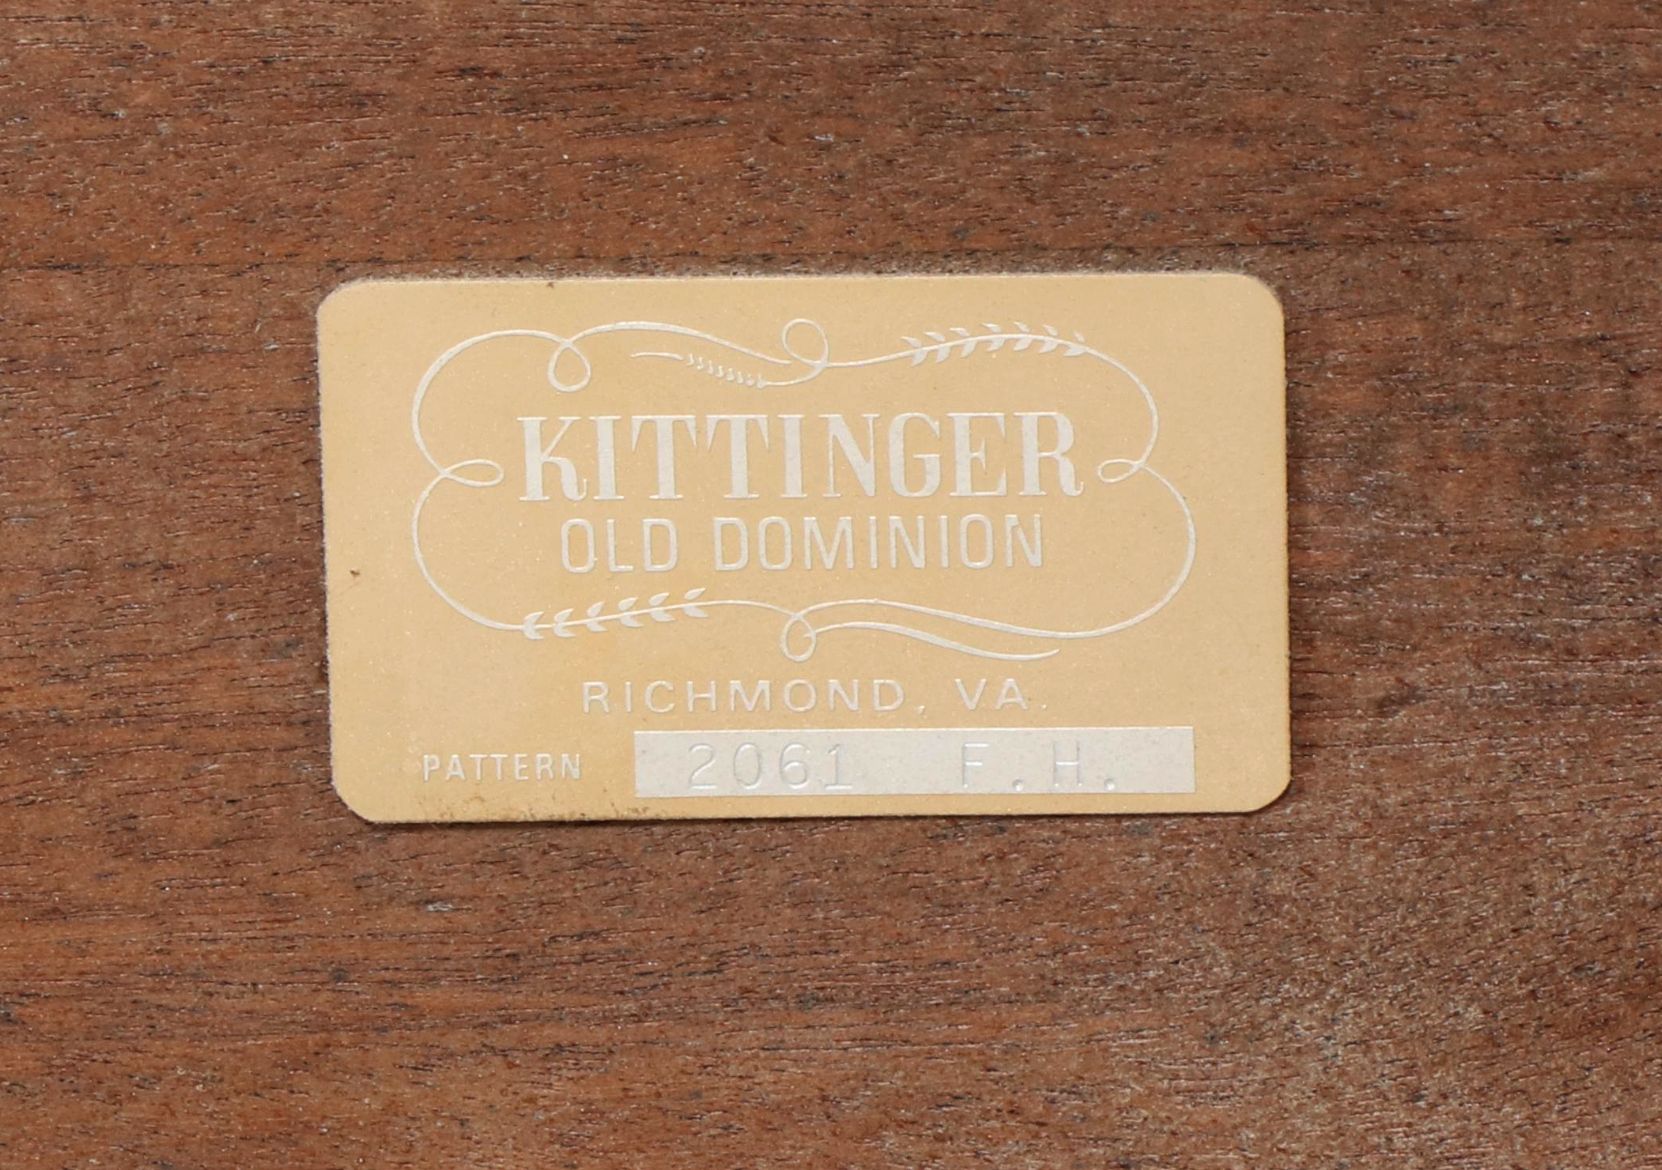 KITTINGER
OLD DOMINION
RICHMOND, VA.
PATTERN 2061 F.H.